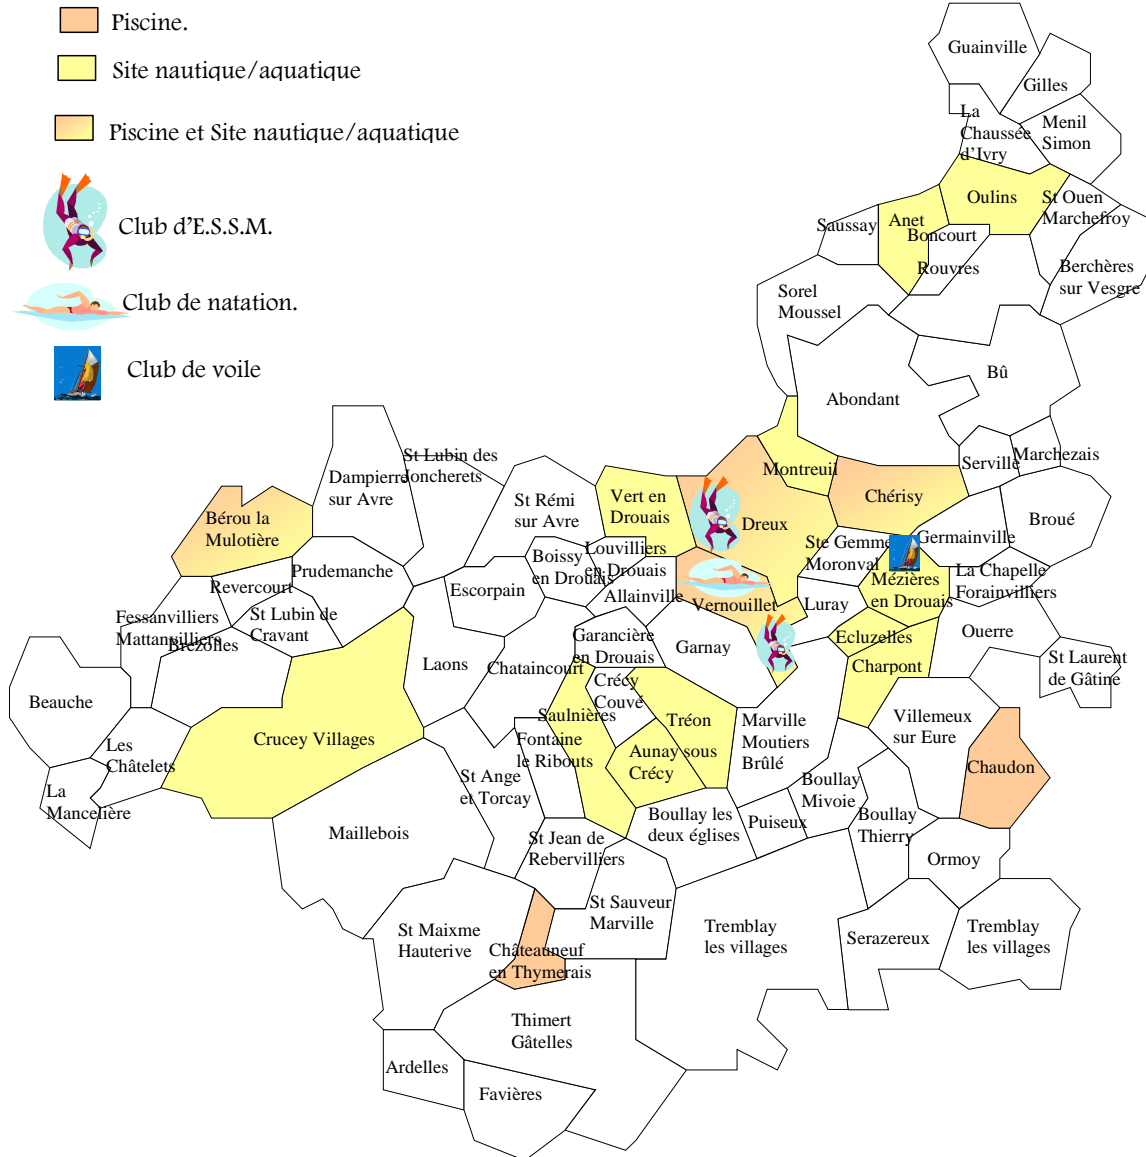 Piscine.
Site nautique/aquatique
Piscine et Site nautique/aquatique
Club d'E.S.S.M.
Club de natation.
Club de voile
Guainville
Gilles
La
Chaussée
d'Ivry
Menil
Simon
Oulins
St Ouen
Marchefroy
Anet
Saussay
Boncourt
Rouvres
Berchères
sur Vesgre
Sorel
Moussel
Bû
Abondant
Serville
Marchezais
Montreuil
Chérisy
Dampierre
sur Avre
St Lubin des
Joncherets
St Rémi
sur Avre
Vert en
Drouais
Dreux
Bérou la
Mulotière
Broué
Germainville
Ste Gemme
Moronval
Louvilliers
en Drouais
Boissy
en Drouais
Prudemanche
Revercourt
Escorpain
Allainville
Vernouillet
Luray
Mézières
en Drouais
La Chapelle
Forainvilliers
Fessanvilliers
Mattanvilliers
St Lubin de
Cravant
Brezolles
Garancière
en Drouais
Garnay
Ecluzelles
Charpont
Ouerre
St Laurent
de Gâtine
Laons
Chataincourt
Crécy
Couvé
Beauche
Saulnières
Tréon
Marville
Moutiers
Brûlé
Villemeux
sur Eure
Crucey Villages
Les
Châtelets
Fontaine
le Ribouts
Aunay sous
Crécy
Chaudon
La
Mancelière
St Ange
et Torcay
Boullay
Mivoie
Maillebois
Boullay les
deux églises
Puiseux
Boullay
Thierry
St Jean de
Rebervilliers
Ormoy
St Sauveur
Marville
St Maixme
Hauterive
Châteauneuf
en Thymerais
Tremblay
les villages
Serazereux
Tremblay
les villages
Thimert
Gâtelles
Ardelles
Favières